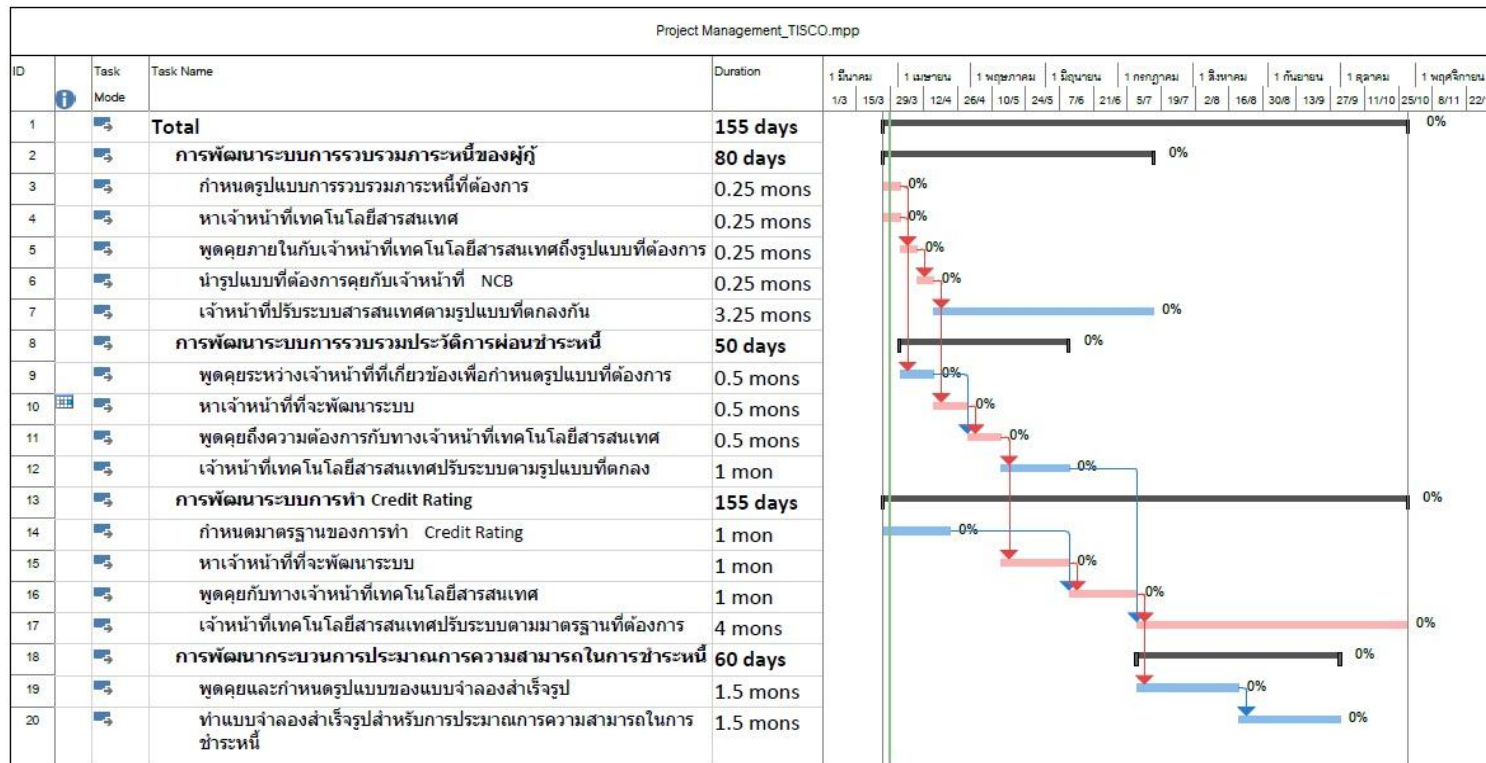 Project Management_TISCO.mpp
ID Task Mode Task Name Duration
1 มีนาคม 1 เมษายน 1 พฤษภาคม 1 มิถุนายน 1 กรกฎาคม 1 สิงหาคม 1 กันยายน 1 ตุลาคม 1 พฤศจิกายน
1/3 15/3 29/3 12/4 26/4 10/5 24/5 7/6 21/6 5/7 19/7 2/8 16/8 30/8 13/9 27/9 11/10 25/10 8/11 22/
1 Total 155 days 0%
2 การพัฒนาระบบการรวบรวมภาระหนี้ของผู้กู้ 80 days 0%
3 กำหนดรูปแบบการรวบรวมภาระหนี้ที่ต้องการ 0.25 mons 0%
4 หาเจ้าหน้าที่เทคโนโลยีสารสนเทศ 0.25 mons 0%
5 พูดคุยภายในกับเจ้าหน้าที่เทคโนโลยีสารสนเทศถึงรูปแบบที่ต้องการ 0.25 mons 0%
6 นำรูปแบบที่ต้องการคุยกับเจ้าหน้าที่ NCB 0.25 mons 0%
7 เจ้าหน้าที่ปรับระบบสารสนเทศตามรูปแบบที่ตกลงกัน 3.25 mons 0%
8 การพัฒนาระบบการรวบรวมประวัติการผ่อนชำระหนี้ 50 days 0%
9 พูดคุยระหว่างเจ้าหน้าที่ที่เกี่ยวข้องเพื่อกำหนดรูปแบบที่ต้องการ 0.5 mons 0%
10 หาเจ้าหน้าที่ที่จะพัฒนาระบบ 0.5 mons 0%
11 พูดคุยถึงความต้องการกับทางเจ้าหน้าที่เทคโนโลยีสารสนเทศ 0.5 mons 0%
12 เจ้าหน้าที่เทคโนโลยีสารสนเทศปรับระบบตามรูปแบบที่ตกลง 1 mon 0%
13 การพัฒนาระบบการทำ Credit Rating 155 days 0%
14 กำหนดมาตรฐานของการทำ Credit Rating 1 mon 0%
15 หาเจ้าหน้าที่ที่จะพัฒนาระบบ 1 mon 0%
16 พูดคุยกับทางเจ้าหน้าที่เทคโนโลยีสารสนเทศ 1 mon 0%
17 เจ้าหน้าที่เทคโนโลยีสารสนเทศปรับระบบตามมาตรฐานที่ต้องการ 4 mons 0%
18 การพัฒนากระบวนการประมาณการความสามารถในการชำระหนี้ 60 days 0%
19 พูดคุยและกำหนดรูปแบบของแบบจำลองสำเร็จรูป 1.5 mons 0%
20 ทำแบบจำลองสำเร็จรูปสำหรับการประมาณการความสามารถในการ 1.5 mons 0%
ชำระหนี้